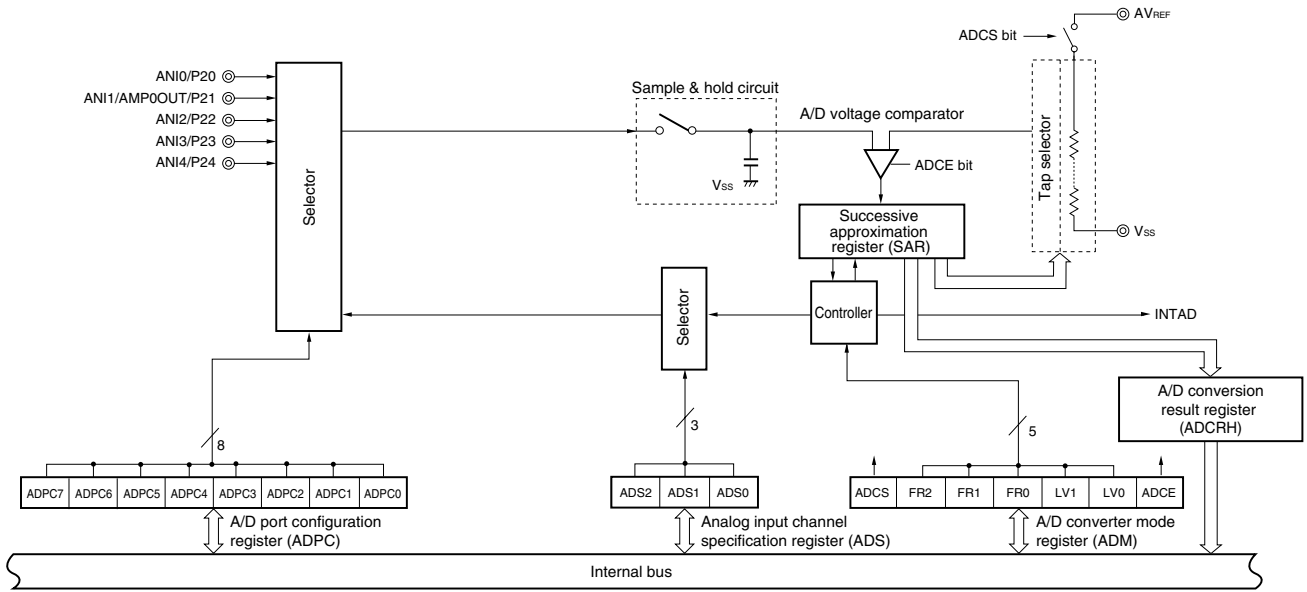 AVREF
ADCS bit
ANI0/P20
ANI1/AMP0OUT/P21
ANI2/P22
ANI3/P23
ANI4/P24
Selector
Sample & hold circuit
VSS
A/D voltage comparator
ADCE bit
Tap selector
VSS
Successive
approximation
register (SAR)
Selector
Controller
INTAD
A/D conversion
result register
(ADCRH)
8
3
5
ADPC7 ADPC6 ADPC5 ADPC4 ADPC3 ADPC2 ADPC1 ADPC0
ADS2 ADS1 ADS0
ADCS FR2 FR1 FR0 LV1 LV0 ADCE
A/D port configuration
register (ADPC)
Analog input channel
specification register (ADS)
A/D converter mode
register (ADM)
Internal bus